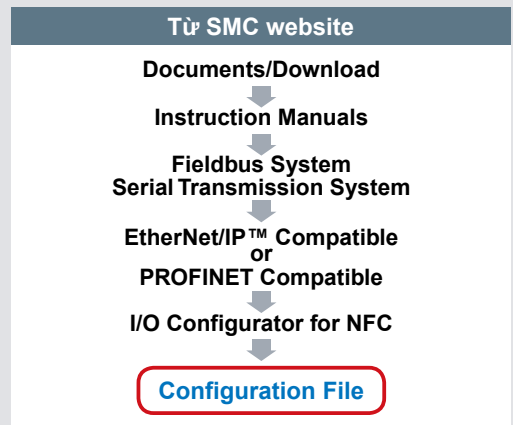 Từ SMC website
Documents/Download
Instruction Manuals
Fieldbus System
Serial Transmission System
EtherNet/IP™ Compatible
or
PROFINET Compatible
I/O Configurator for NFC
Configuration File